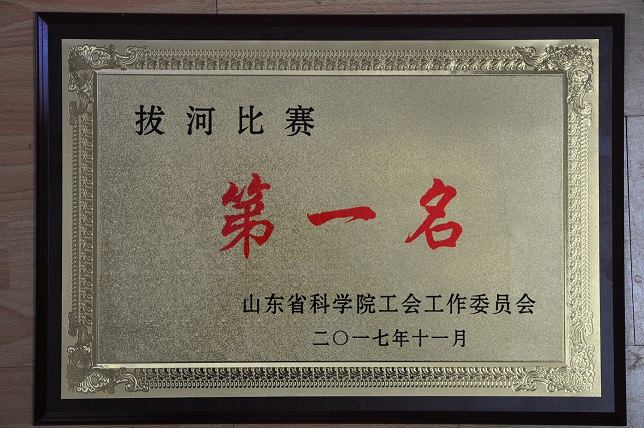 拔河比赛
第一名
山东省科学院工会工作委员会
二〇一七年十一月